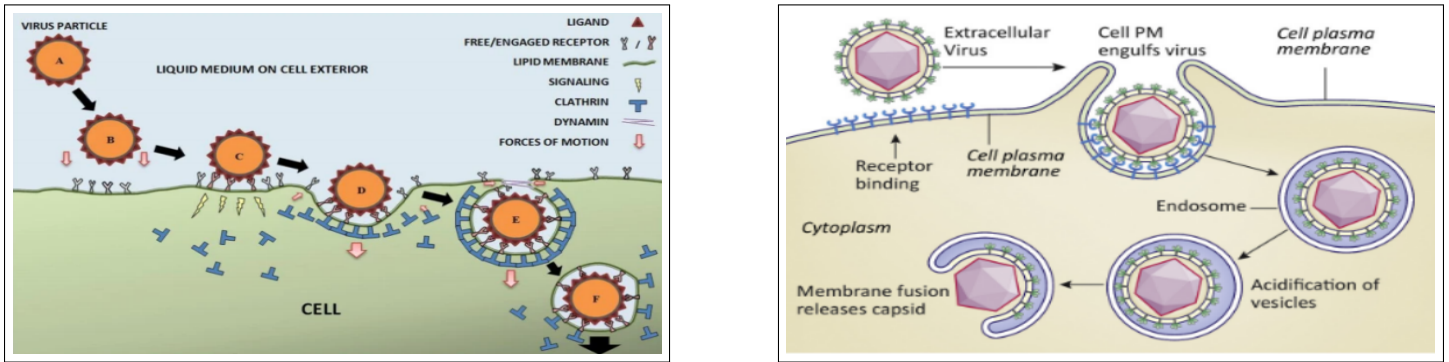 VIRUS PARTICLE
A
LIQUID MEDIUM ON CELL EXTERIOR
LIGAND
FREE/ENGAGED RECEPTOR
/
LIPID MEMBRANE
SIGNALING
CLATHRIN
DYNAMIN
FORCES OF MOTION
B
C
D
E
F
CELL
Extracellular
Virus
Cell PM
engulfs virus
Cell plasma
membrane
Receptor
binding
Cell plasma
membrane
Endosome
Cytoplasm
Membrane fusion
releases capsid
Acidification of
vesicles